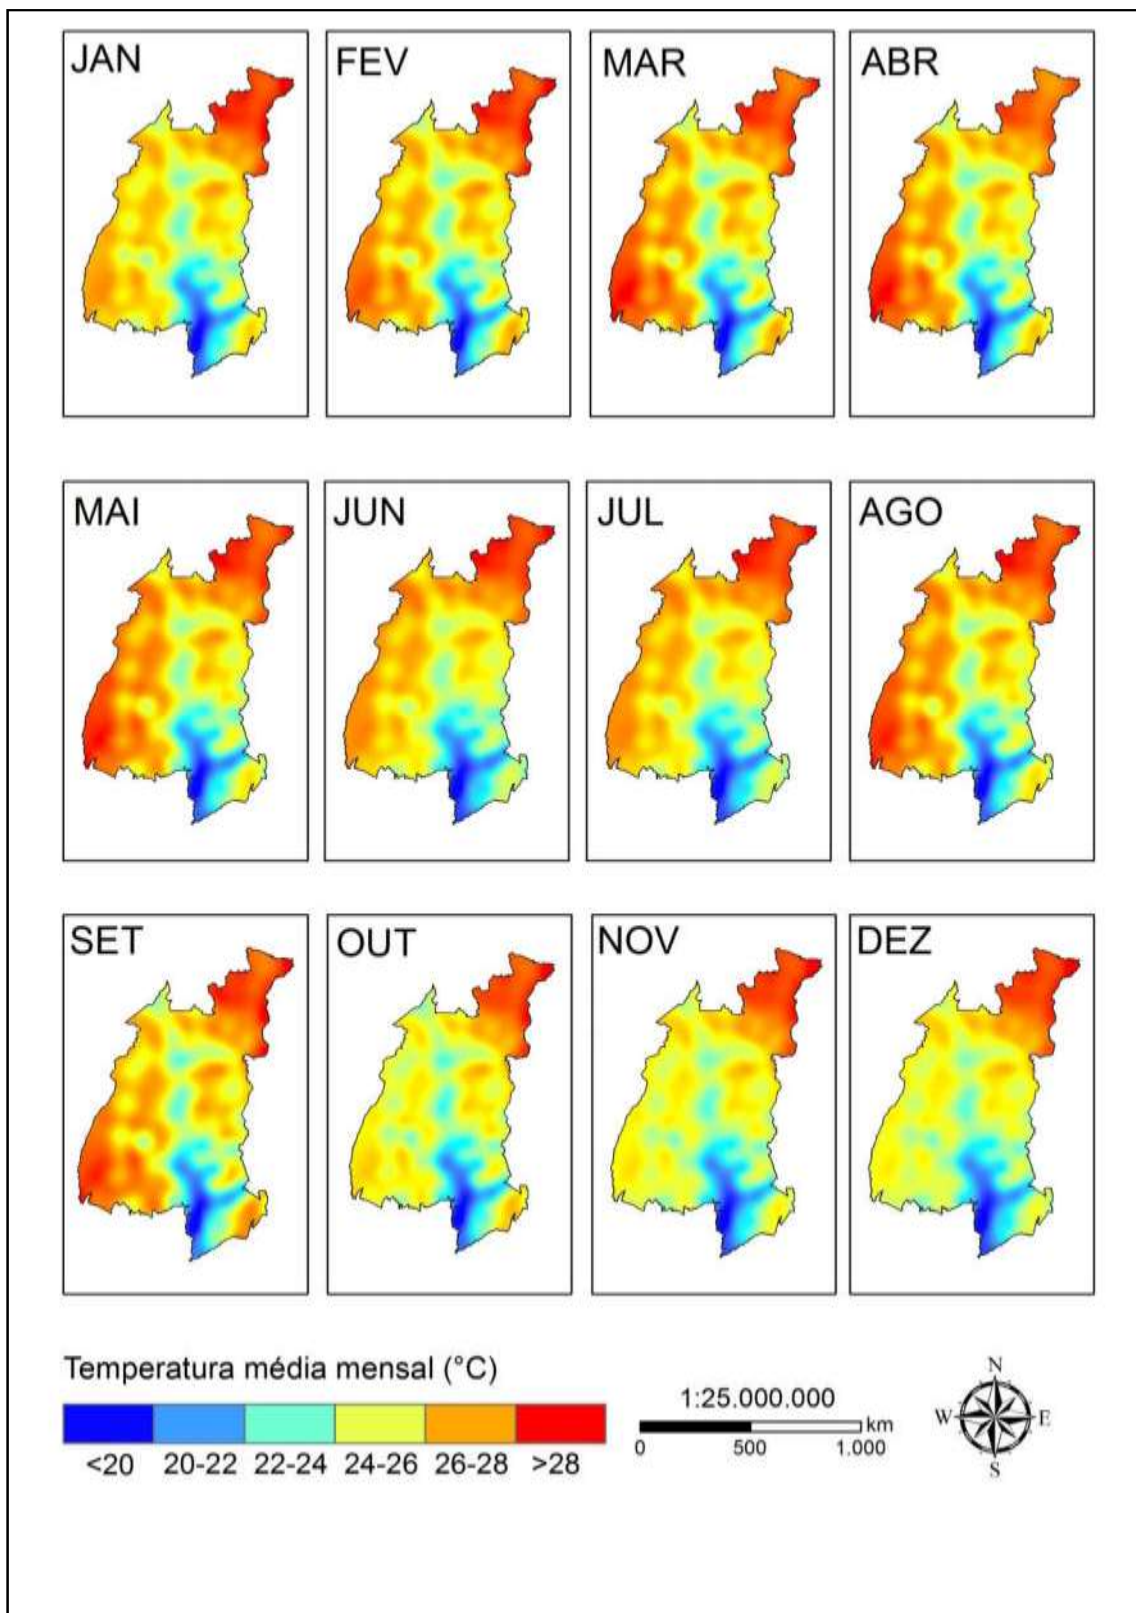 JAN FEV MAR ABR
MAI JUN JUL AGO
SET OUT NOV DEZ
Temperatura média mensal (°C)
<20 20-22 22-24 24-26 26-28 >28
1:25.000.000
km
0 500 1.000
N
W E
S